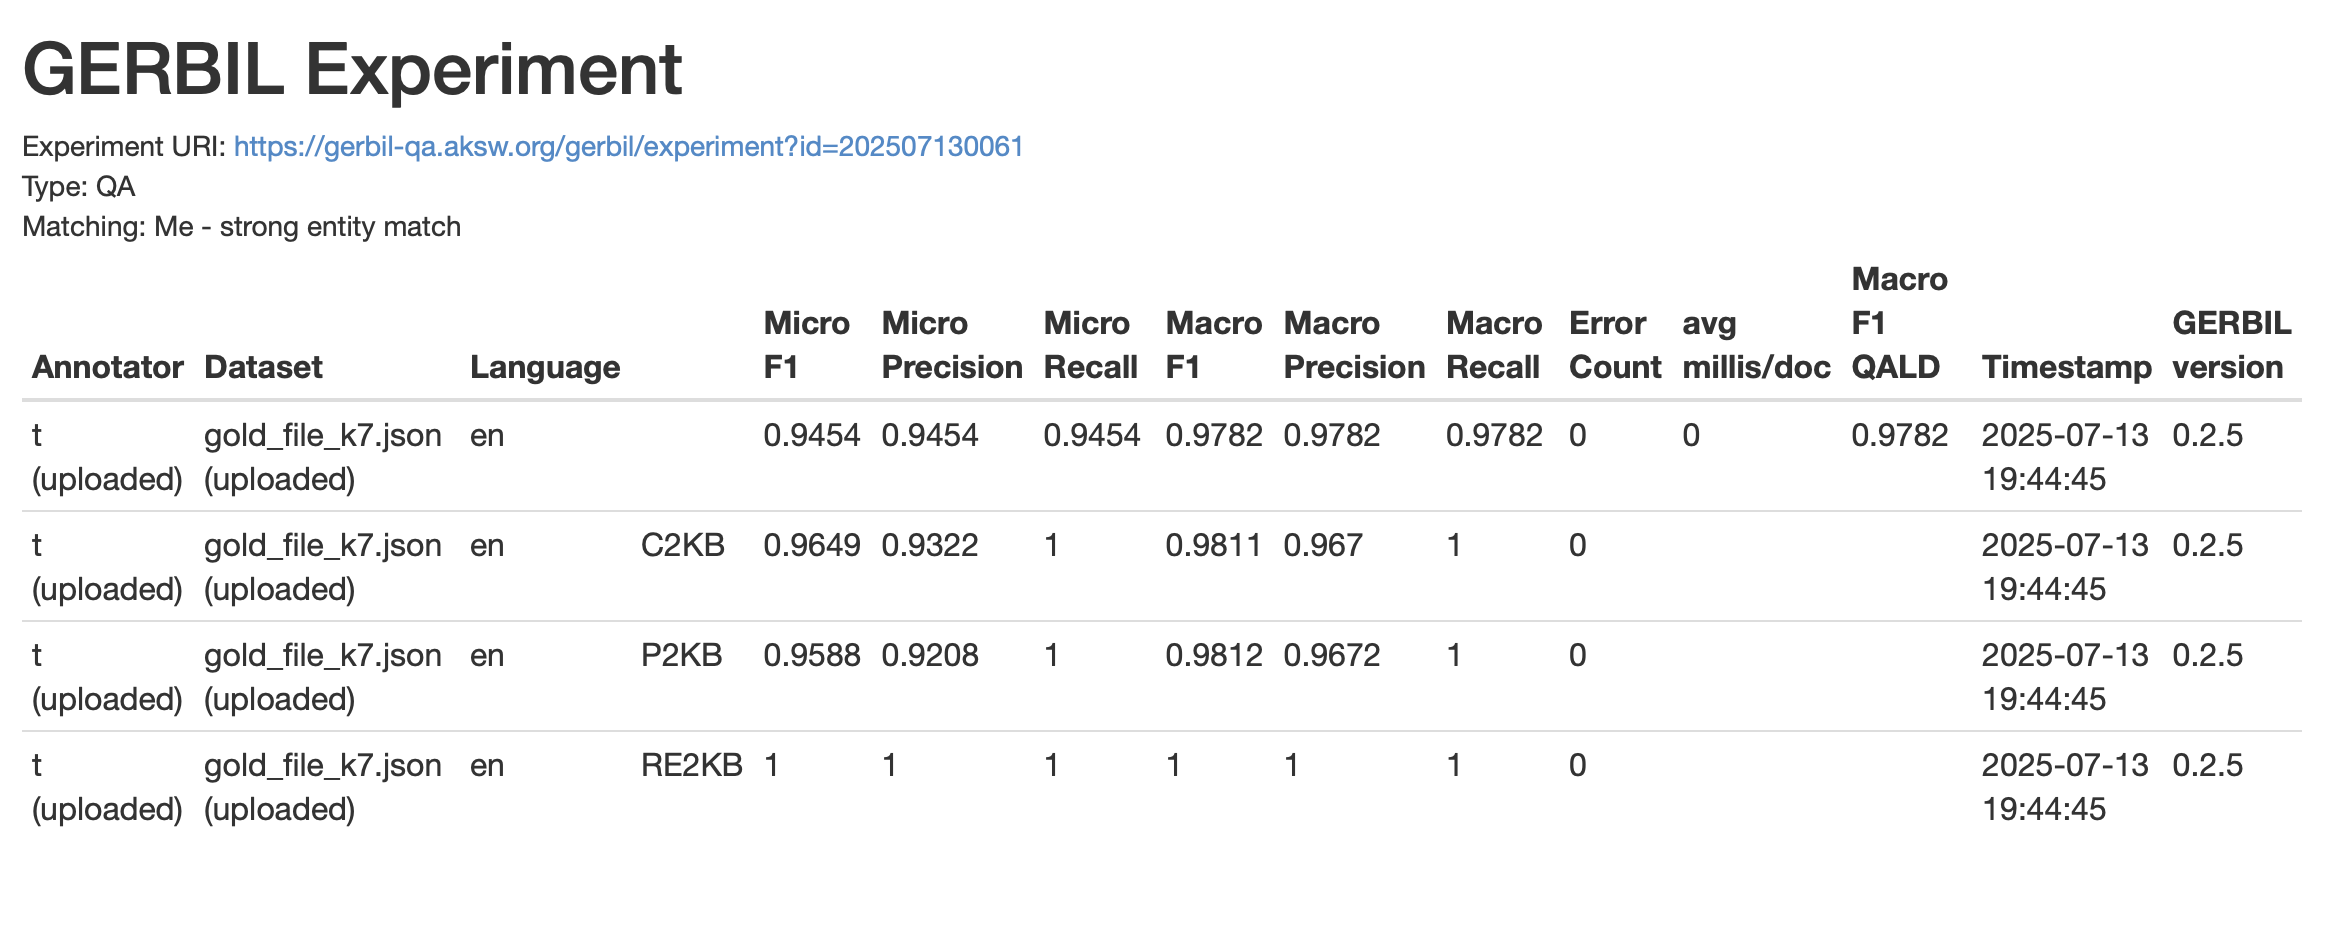 GERBIL Experiment
Experiment URI: https://gerbil-qa.aksw.org/gerbil/experiment?id=202507130061
Type: QA
Matching: Me - strong entity match
Annotator Dataset Language Micro F1 Micro Precision Micro Recall Macro F1 Macro Precision Macro Recall Error Count avg millis/doc Macro F1 QALD Timestamp GERBIL version
t gold_file_k7.json en 0.9454 0.9454 0.9454 0.9782 0.9782 0.9782 0 0 0.9782 2025-07-13 0.2.5
(uploaded) (uploaded) 19:44:45
t gold_file_k7.json en C2KB 0.9649 0.9322 1 0.9811 0.967 1 0 2025-07-13 0.2.5
(uploaded) (uploaded) 19:44:45
t gold_file_k7.json en P2KB 0.9588 0.9208 1 0.9812 0.9672 1 0 2025-07-13 0.2.5
(uploaded) (uploaded) 19:44:45
t gold_file_k7.json en RE2KB 1 1 1 1 1 1 0 2025-07-13 0.2.5
(uploaded) (uploaded) 19:44:45